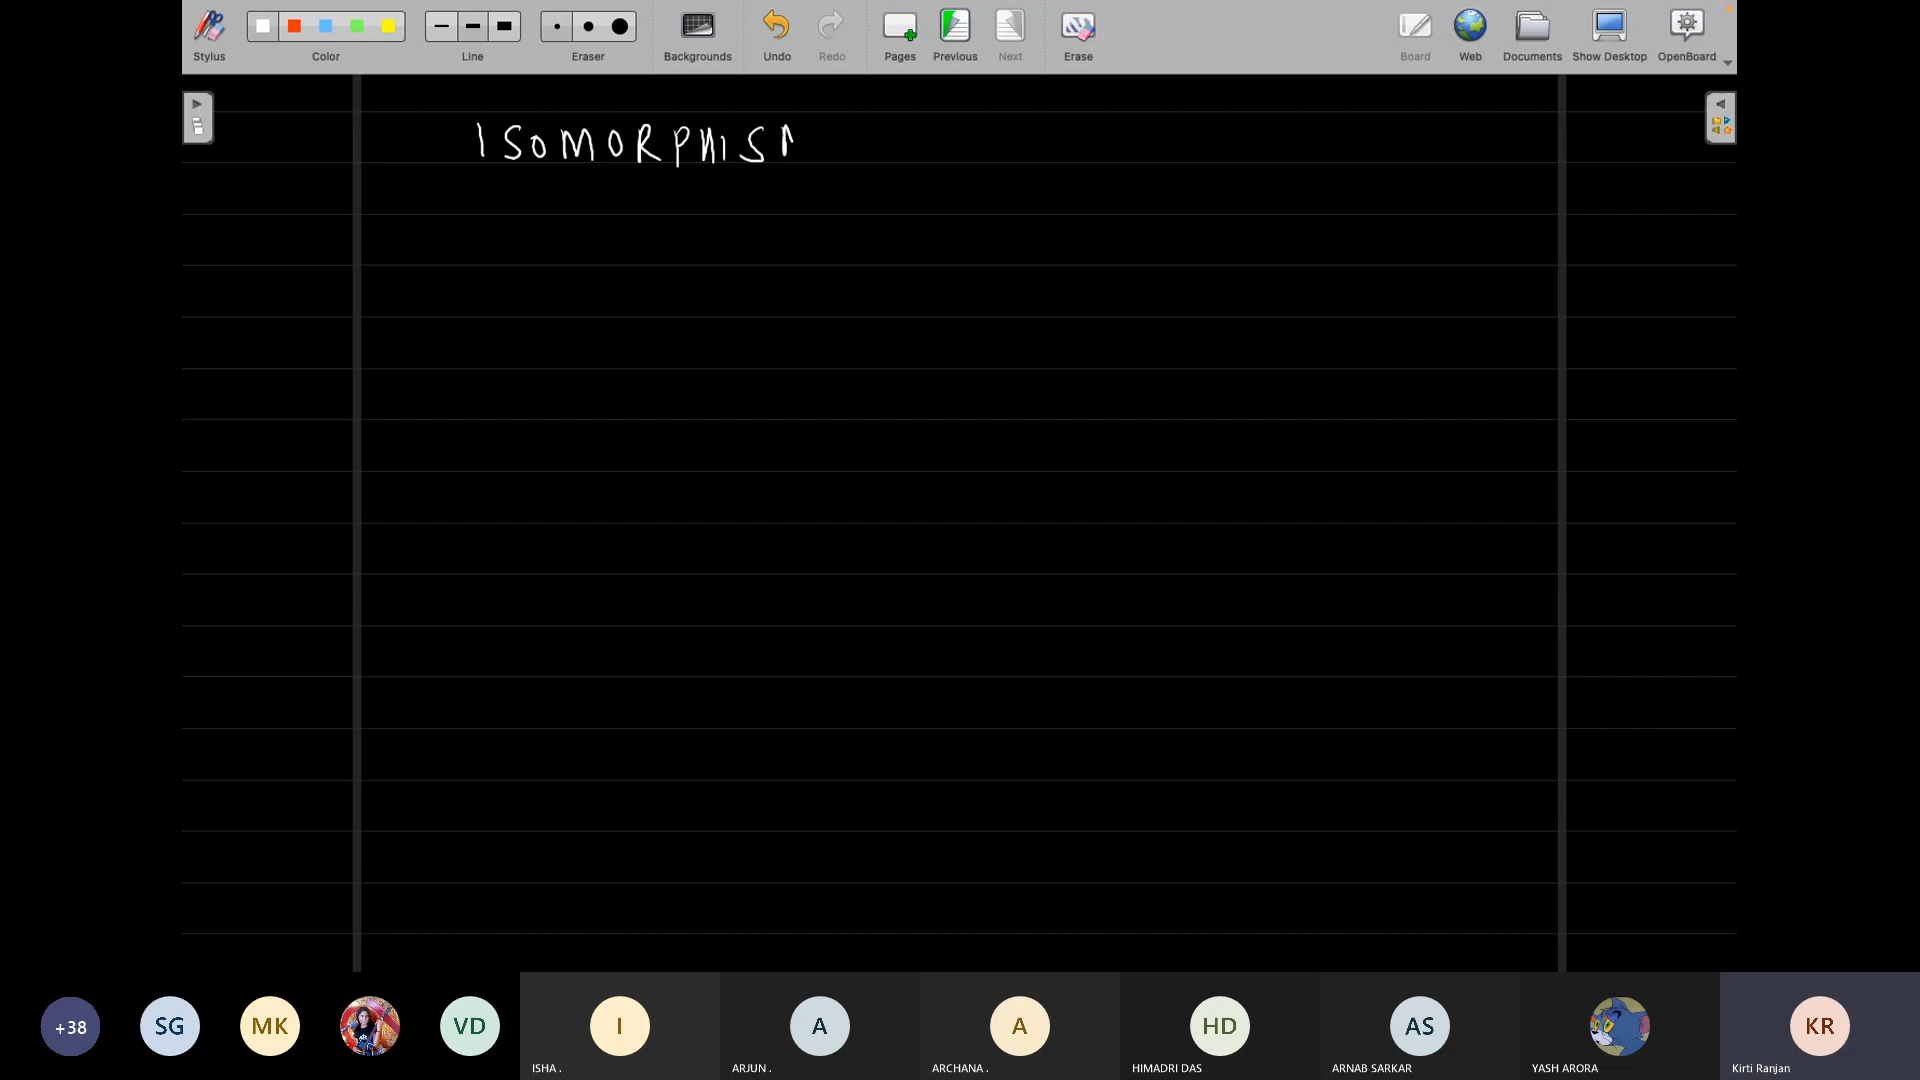 Stylus
Color
Line
Eraser
Backgrounds
Undo
Redo
Pages
Previous
Next
Erase
Board
Web
Documents
Show Desktop
OpenBoard
ISOMORPHIS
+38
SG
MK
VD
I
A
A
HD
AS
KR
ISHA .
ARJUN .
ARCHANA .
HIMADRI DAS
ARNAB SARKAR
YASH ARORA
Kirti Ranjan